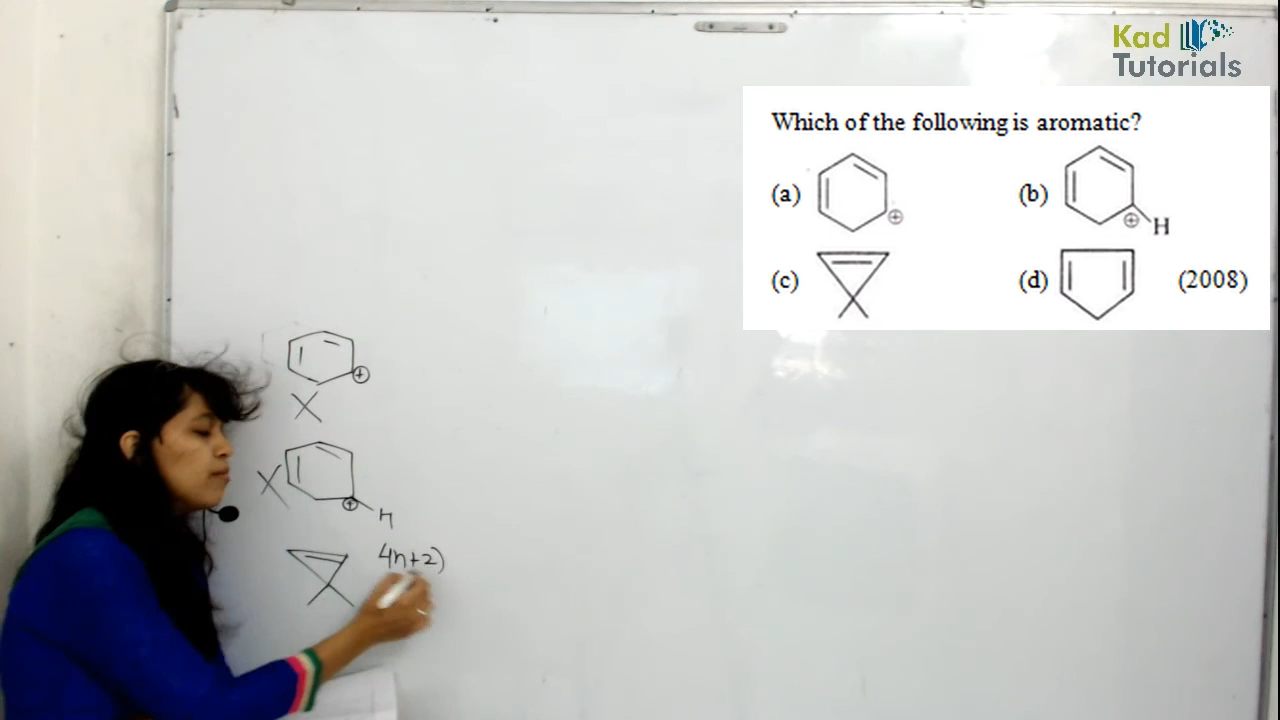 Kad
Tutorials
Which of the following is aromatic?
(a)
⊕
(b)
⊕
H
(c)
(d)
(2008)
⊕
X
X
⊕
H
4n+2)